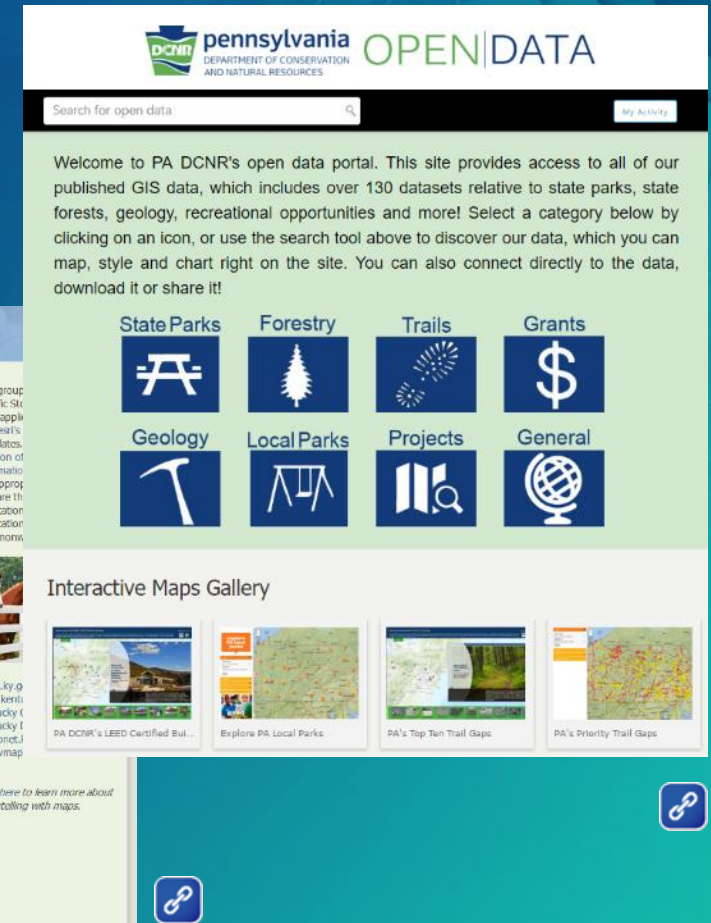 DCNR
pennsylvania
DEPARTMENT OF CONSERVATION
AND NATURAL RESOURCES
OPEN|DATA
Search for open data
My Activity
Welcome to PA DCNR's open data portal. This site provides access to all of our
published GIS data, which includes over 130 datasets relative to state parks, state
forests, geology, recreational opportunities and more! Select a category below by
clicking on an icon, or use the search tool above to discover our data, which you can
map, style and chart right on the site. You can also connect directly to the data,
download it or share it!
State Parks Forestry Trails Grants
$
Geology Local Parks Projects General
Interactive Maps Gallery
PA DCNR's LEED Certified Bui...
Explore PA Local Parks
PA's Top Ten Trail Gaps
PA's Priority Trail Gaps
here to learn more about
telling with maps.